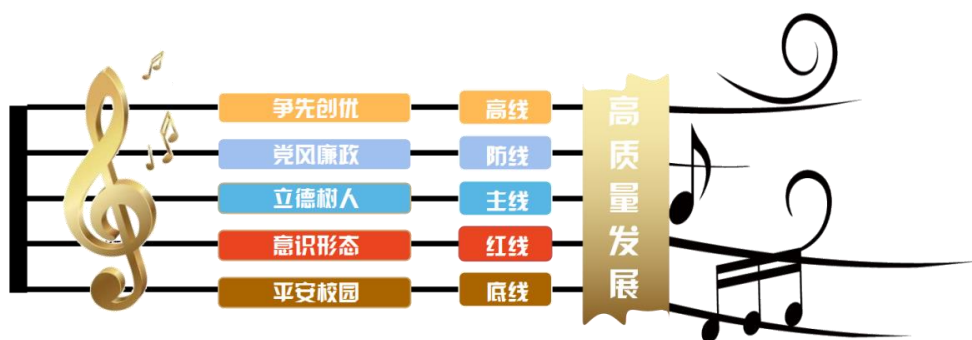 争先创优 高线
党风廉政 防线
立德树人 主线
意识形态 红线
平安校园 底线
高质量发展